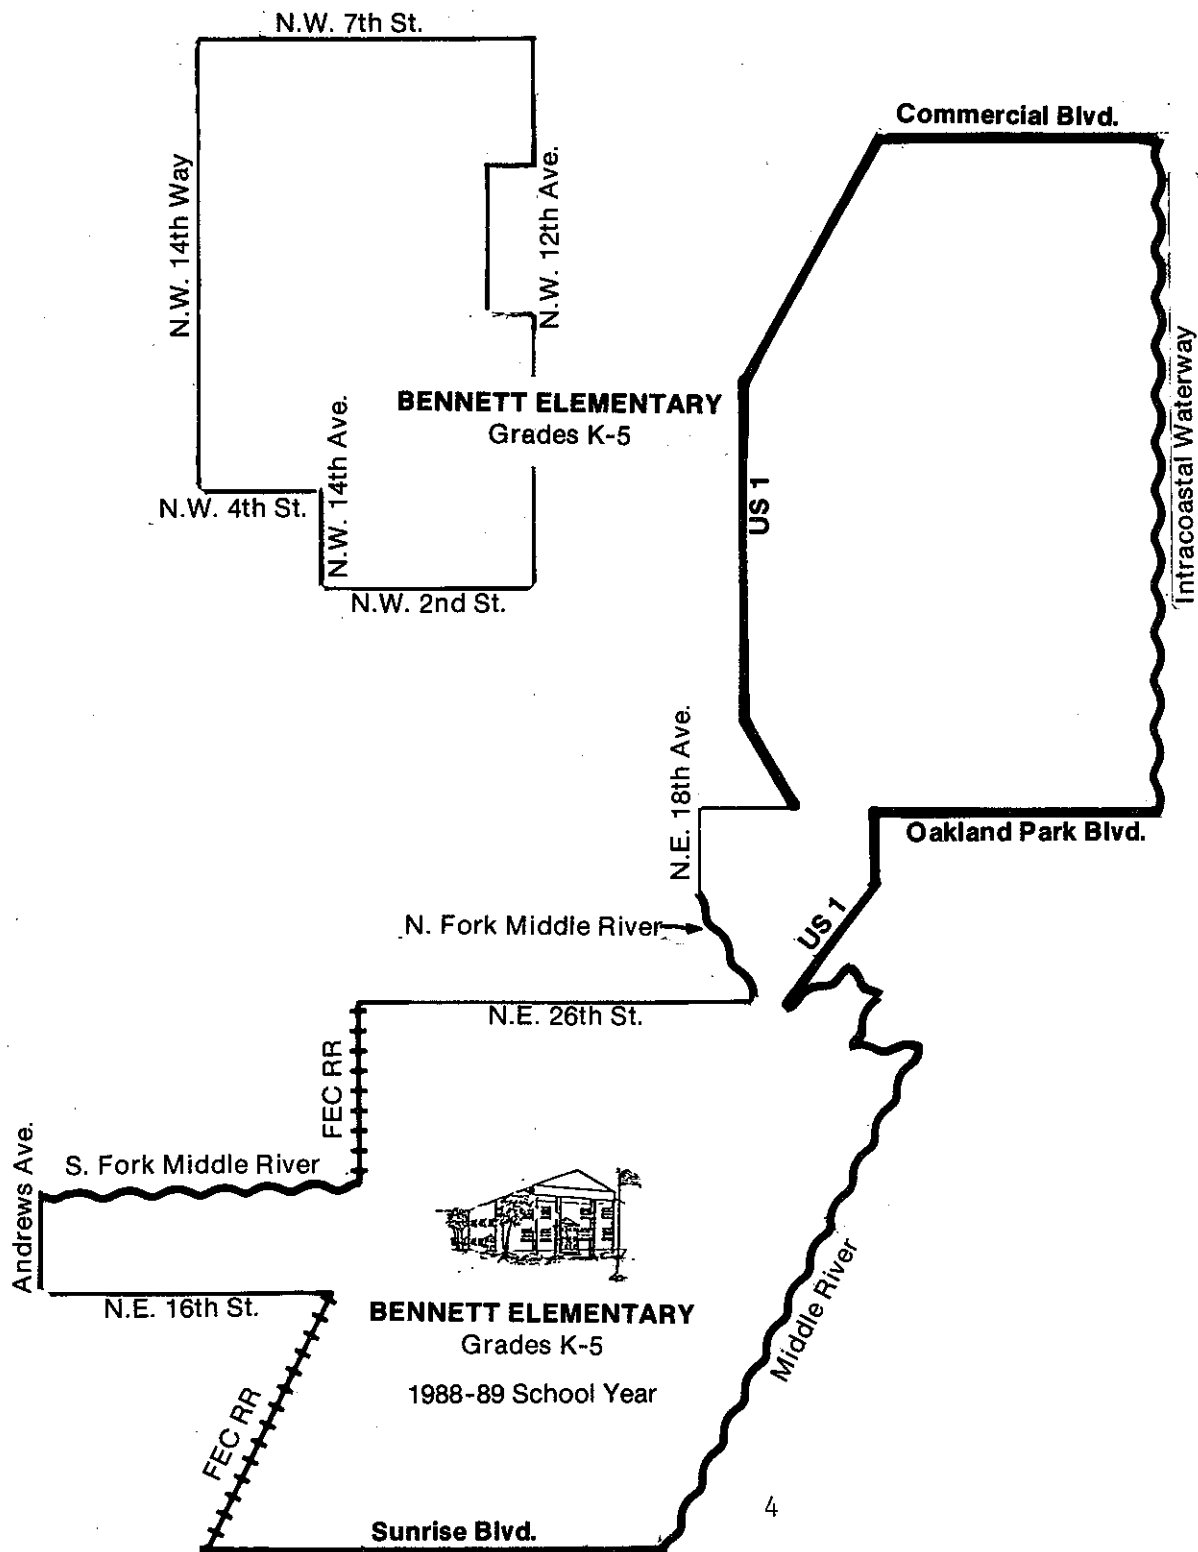 N.W. 7th St.
Commercial Blvd.
N.W. 14th Way
N.W. 12th Ave.
Intracoastal Waterway
BENNETT ELEMENTARY
Grades K-5
N.W. 14th Ave.
US 1
N.W. 4th St.
N.W. 2nd St.
N.E. 18th Ave.
Oakland Park Blvd.
N. Fork Middle River
US 1
N.E. 26th St.
FEC RR
Andrews Ave.
S. Fork Middle River
N.E. 16th St.
BENNETT ELEMENTARY
Grades K-5
1988-89 School Year
Middle River
FEC RR
4
Sunrise Blvd.